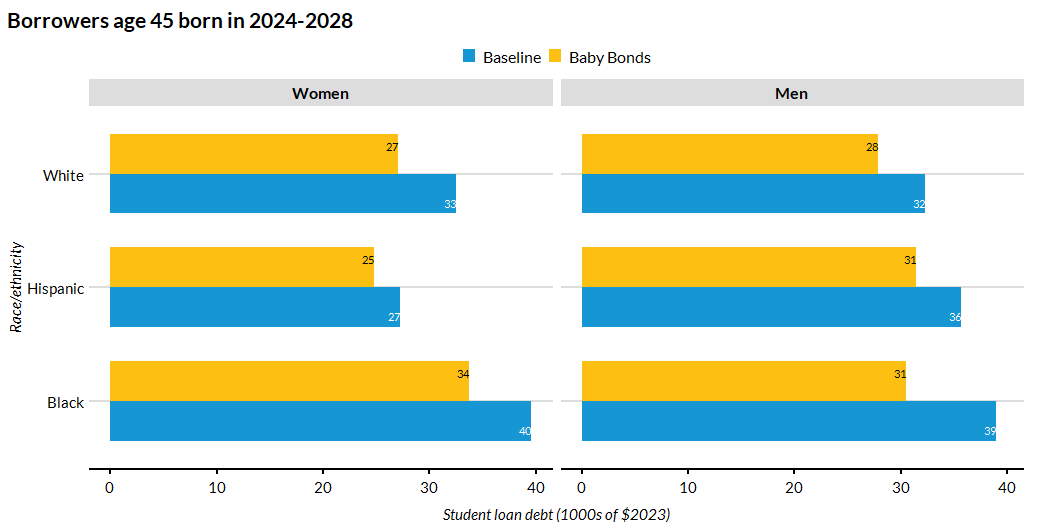 Borrowers age 45 born in 2024-2028
Baseline Baby Bonds
Women Men
27 28
White
33 32
25 31
Hispanic
27 36
34 31
Black
40 39
Race/ethnicity
0 10 20 30 40 0 10 20 30 40
Student loan debt (1000s of $2023)